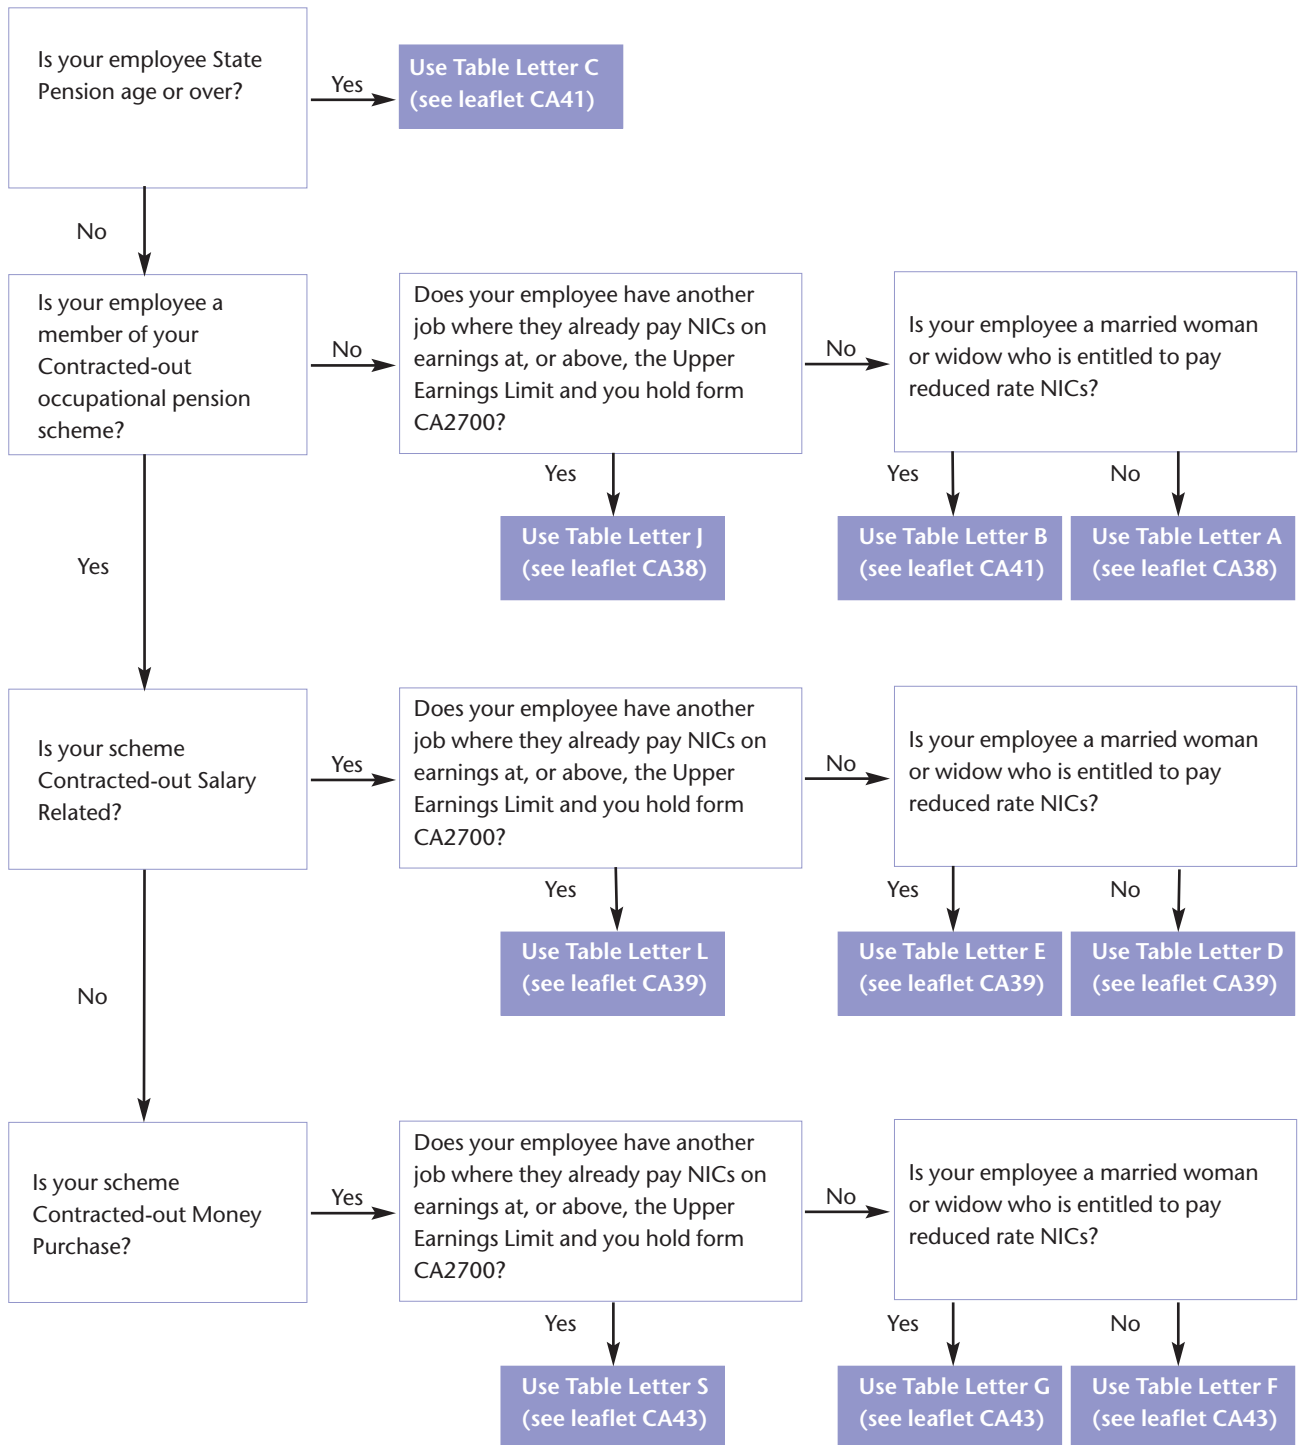 Is your employee State
Pension age or over?
Yes
Use Table Letter C
(see leaflet CA41)
No
Is your employee a
member of your
Contracted-out
occupational pension
scheme?
No
Does your employee have another
job where they already pay NICs on
earnings at, or above, the Upper
Earnings Limit and you hold form
CA2700?
No
Is your employee a married woman
or widow who is entitled to pay
reduced rate NICs?
Yes
Use Table Letter J
(see leaflet CA38)
Yes
Use Table Letter B
(see leaflet CA41)
No
Use Table Letter A
(see leaflet CA38)
Yes
Is your scheme
Contracted-out Salary
Related?
Yes
Does your employee have another
job where they already pay NICs on
earnings at, or above, the Upper
Earnings Limit and you hold form
CA2700?
No
Is your employee a married woman
or widow who is entitled to pay
reduced rate NICs?
Yes
Use Table Letter L
(see leaflet CA39)
Yes
Use Table Letter E
(see leaflet CA39)
No
Use Table Letter D
(see leaflet CA39)
No
Is your scheme
Contracted-out Money
Purchase?
Yes
Does your employee have another
job where they already pay NICs on
earnings at, or above, the Upper
Earnings Limit and you hold form
CA2700?
No
Is your employee a married woman
or widow who is entitled to pay
reduced rate NICs?
Yes
Use Table Letter S
(see leaflet CA43)
Yes
Use Table Letter G
(see leaflet CA43)
No
Use Table Letter F
(see leaflet CA43)